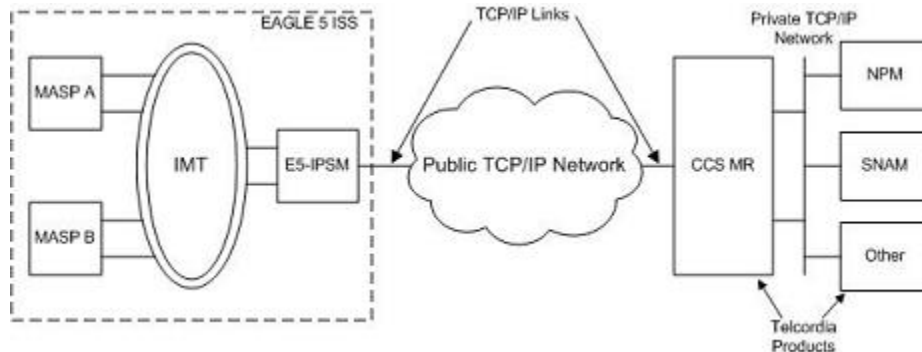 EAGLE 5 ISS
TCP/IP Links
Private TCP/IP
Network
MASP A
IMT
E5-IPSM
Public TCP/IP Network
CCS MR
NPM
SNAM
MASP B
Other
Telcordia
Products